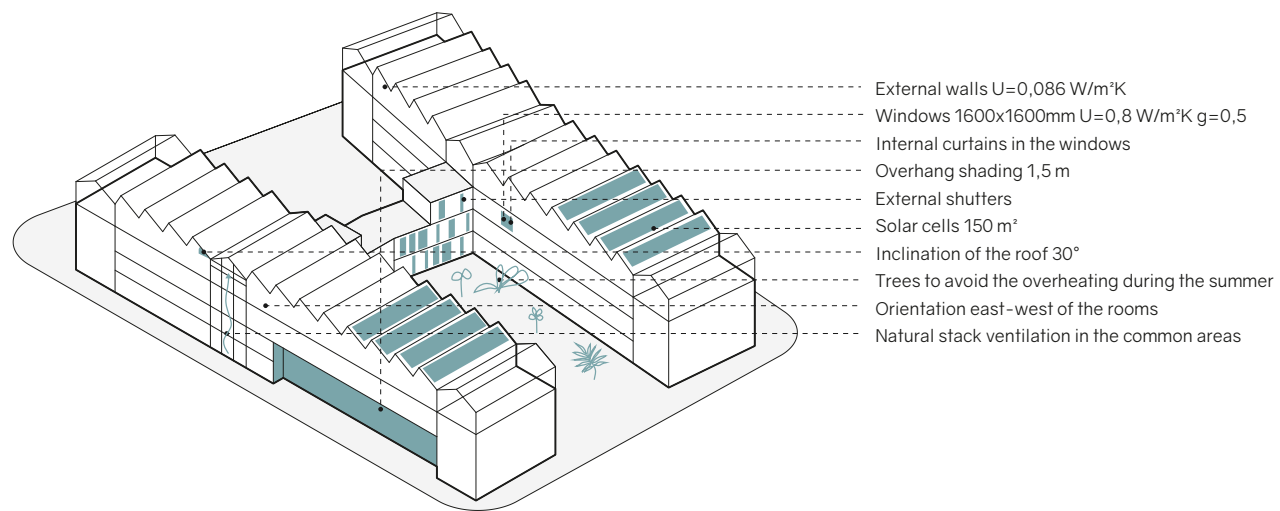 External walls U=0,086 W/m²K
Windows 1600x1600mm U=0,8 W/m²K g=0,5
Internal curtains in the windows
Overhang shading 1,5 m
External shutters
Solar cells 150 m²
Inclination of the roof 30°
Trees to avoid the overheating during the summer
Orientation east-west of the rooms
Natural stack ventilation in the common areas